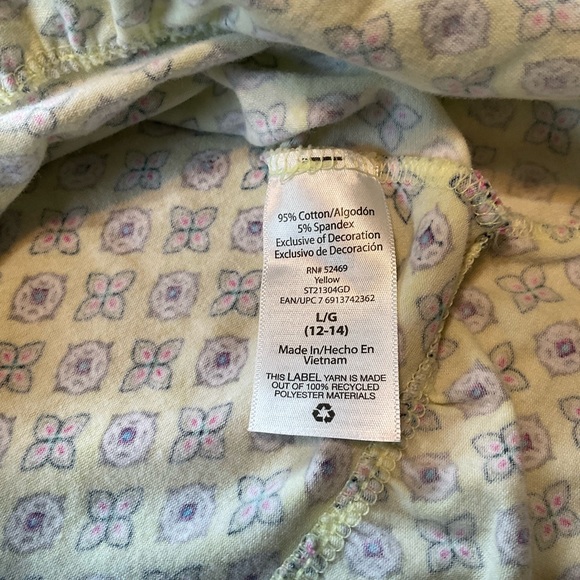 95% Cotton/Algodón
5% Spandex
Exclusive of Decoration
Exclusivo de Decoración
RN# 52469
Yellow
ST21304GD
EAN/UPC 7 6913742362
L/G
(12-14)
Made In/Hecho En
Vietnam
THIS LABEL YARN IS MADE
OUT OF 100% RECYCLED
POLYESTER MATERIALS